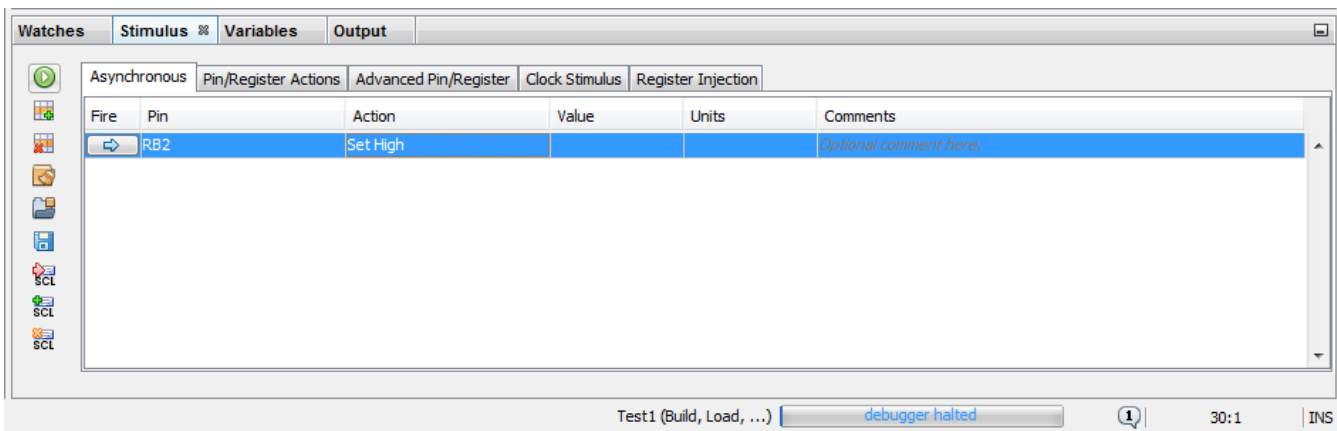 Watches Stimulus Variables Output
Asynchronous Pin/Register Actions Advanced Pin/Register Clock Stimulus Register Injection
Fire Pin Action Value Units Comments
RB2 Set High Optional comment here.
SCL
SCL
SCL
Test1 (Build, Load, ...) debugger halted 1 30:1 INS